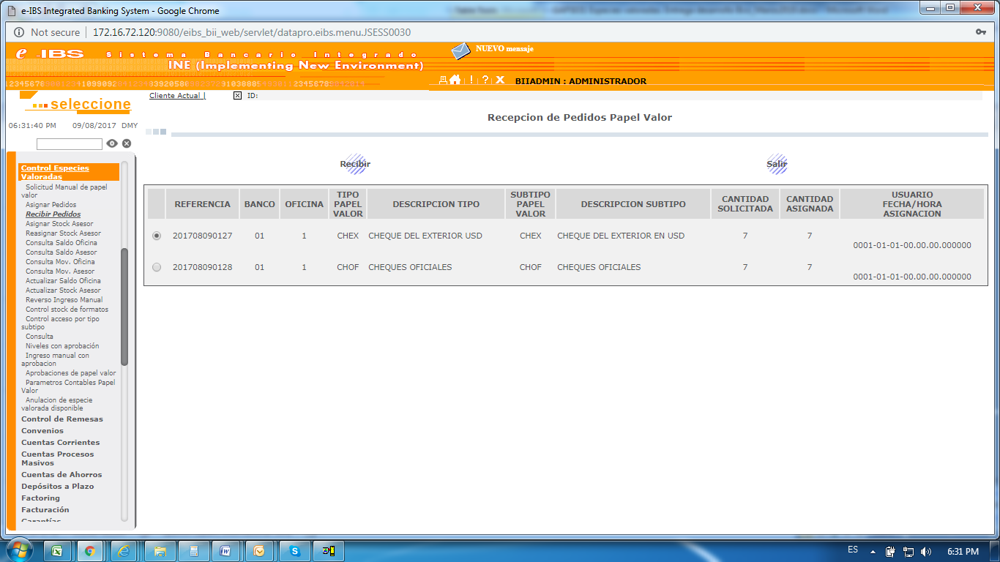 e-IBS Integrated Banking System - Google Chrome
Not secure
172.16.72.120:9080/eibs_bii_web/servlet/datapro.eibs.menu.JSESS0030
e -IBS Sistema Bancario Integrado
INE (Implementing New Environment)
NUEVO mensaje
! ? X BIIADMIN : ADMINISTRADOR
Cliente Actual | ID:
seleccione
06:31:40 PM 09/08/2017 DMY
Recepcion de Pedidos Papel Valor
Recibir
Salir
Control Especies
Valoradas
Solicitud Manual de papel
valor
Asignar Pedidos
Recibir Pedidos
Asignar Stock Asesor
Reasignar Stock Asesor
Consulta Saldo Oficina
Consulta Saldo Asesor
Consulta Mov. Oficina
Consulta Mov. Asesor
Actualizar Saldo Oficina
Actualizar Stock Asesor
Reverso Ingreso Manual
Control stock de formatos
Control acceso por tipo
subtipo
Consulta
Niveles con aprobación
Ingreso manual con
aprobacion
Aprobaciones de papel valor
Parametros Contables Papel
Valor
Anulacion de especie
valorada disponible
Control de Remesas
Convenios
Cuentas Corrientes
Cuentas Procesos
Masivos
Cuentas de Ahorros
Depósitos a Plazo
Factoring
Facturación
Garantías
REFERENCIA
BANCO
OFICINA
TIPO
PAPEL
VALOR
DESCRIPCION TIPO
SUBTIPO
PAPEL
VALOR
DESCRIPCION SUBTIPO
CANTIDAD
SOLICITADA
CANTIDAD
ASIGNADA
USUARIO
FECHA/HORA
ASIGNACION
201708090127 01 1 CHEX CHEQUE DEL EXTERIOR USD CHEX CHEQUE DEL EXTERIOR EN USD 7 7
0001-01-01-00.00.00.000000
201708090128 01 1 CHOF CHEQUES OFICIALES CHOF CHEQUES OFICIALES 7 7
0001-01-01-00.00.00.000000
ES
6:31 PM